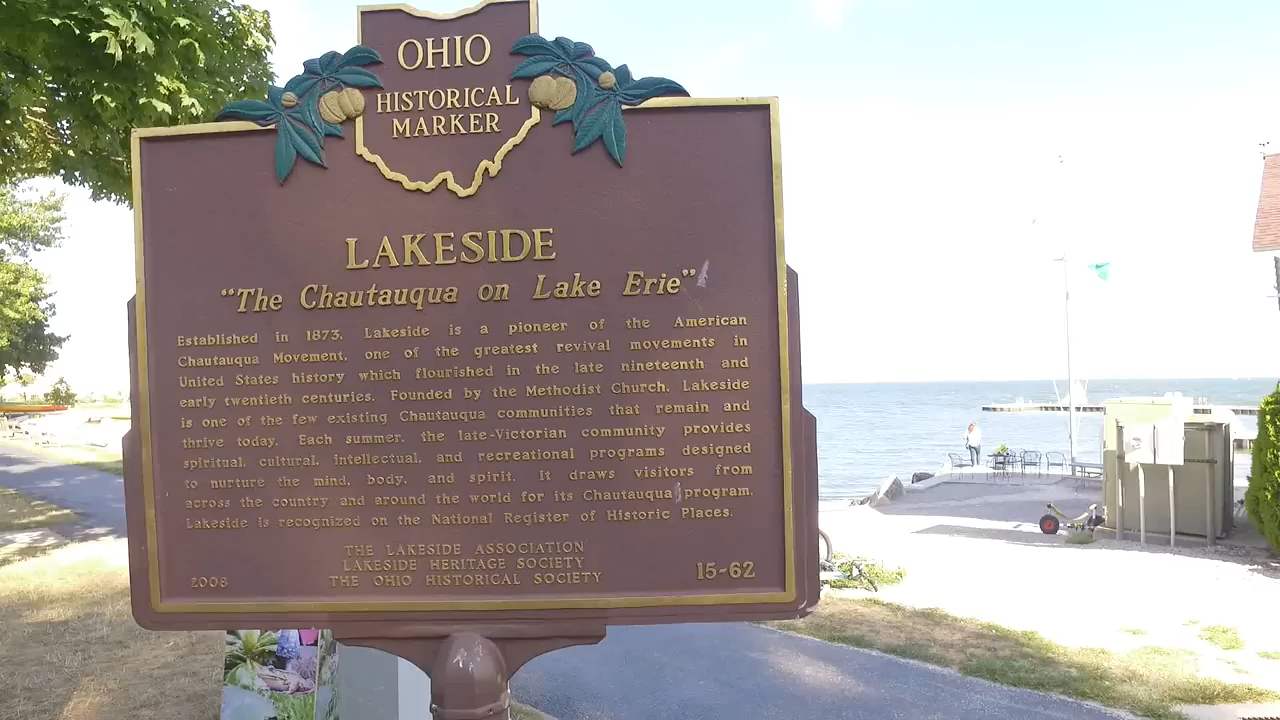 OHIO
HISTORICAL
MARKER
LAKESIDE
"The Chautauqua on Lake Erie"
Established in 1873, Lakeside is a pioneer of the American
Chautauqua Movement, one of the greatest revival movements in
United States history which flourished in the late nineteenth and
early twentieth centuries. Founded by the Methodist Church, Lakeside
is one of the few existing Chautauqua communities that remain and
thrive today. Each summer, the late-Victorian community provides
spiritual, cultural, intellectual, and recreational programs designed
to nurture the mind, body, and spirit. It draws visitors from
across the country and around the world for its Chautauqua program.
Lakeside is recognized on the National Register of Historic Places.
THE LAKESIDE ASSOCIATION
LAKESIDE HERITAGE SOCIETY
THE OHIO HISTORICAL SOCIETY
2008
15-62